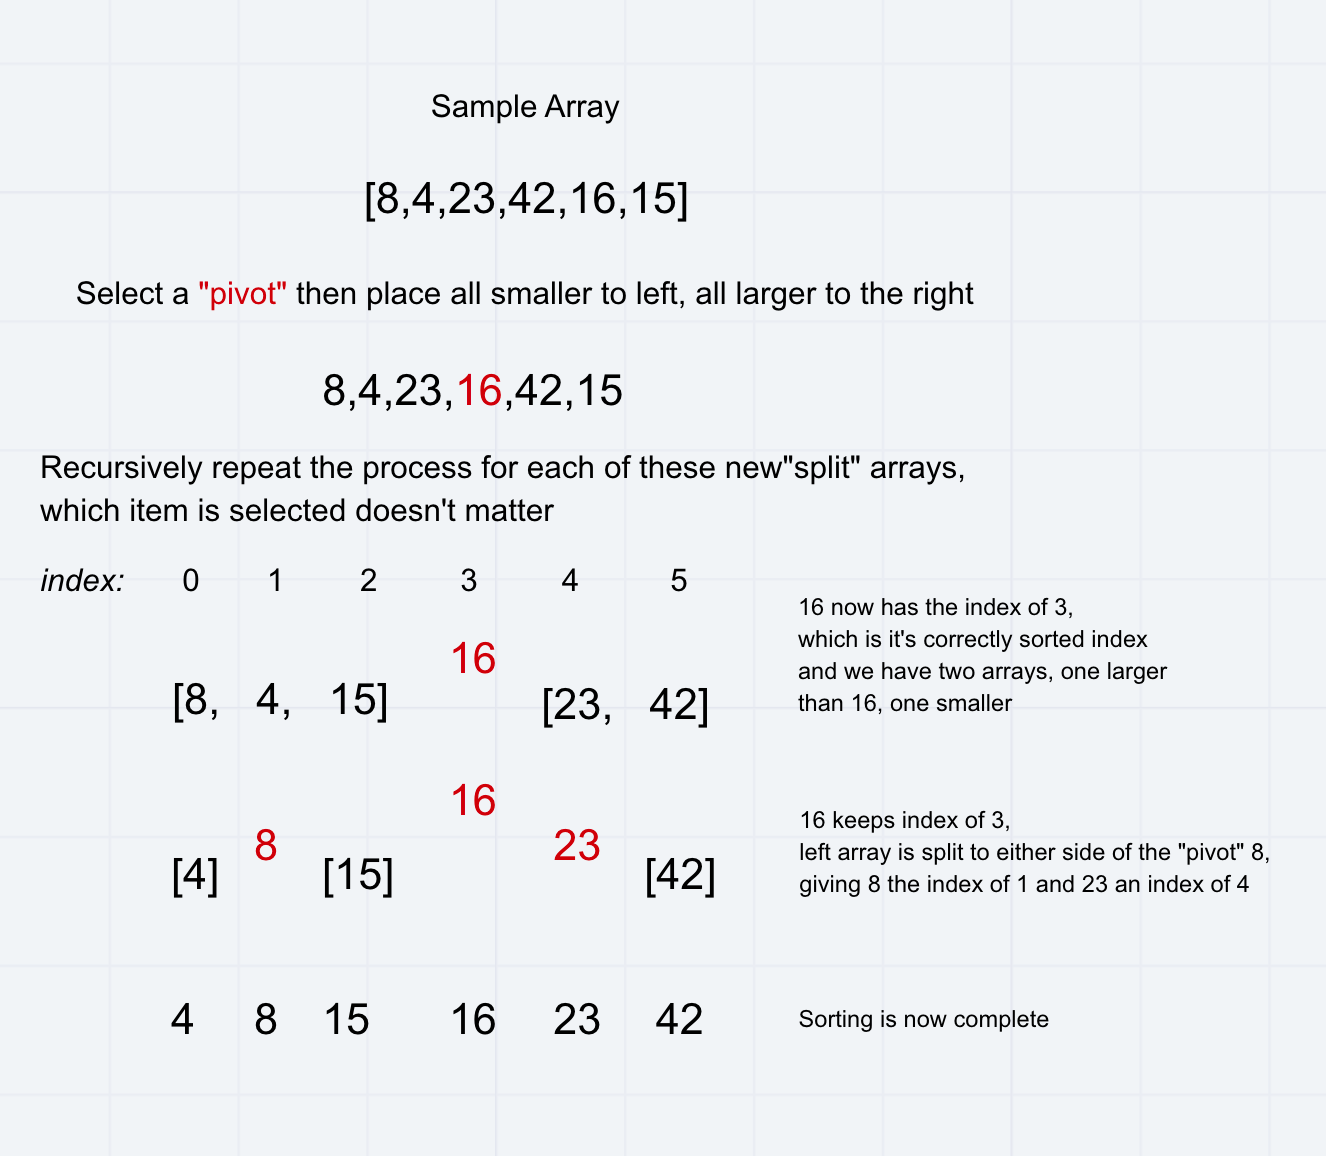 Sample Array
[8,4,23,42,16,15]
Select a "pivot" then place all smaller to left, all larger to the right
8,4,23,16,42,15
Recursively repeat the process for each of these new"split" arrays,
which item is selected doesn't matter
index: 0 1 2 3 4 5
16
[8, 4, 15] [23, 42]
16 now has the index of 3,
which is it's correctly sorted index
and we have two arrays, one larger
than 16, one smaller
16
8 23
[4] [15] [42]
16 keeps index of 3,
left array is split to either side of the "pivot" 8,
giving 8 the index of 1 and 23 an index of 4
4 8 15 16 23 42
Sorting is now complete